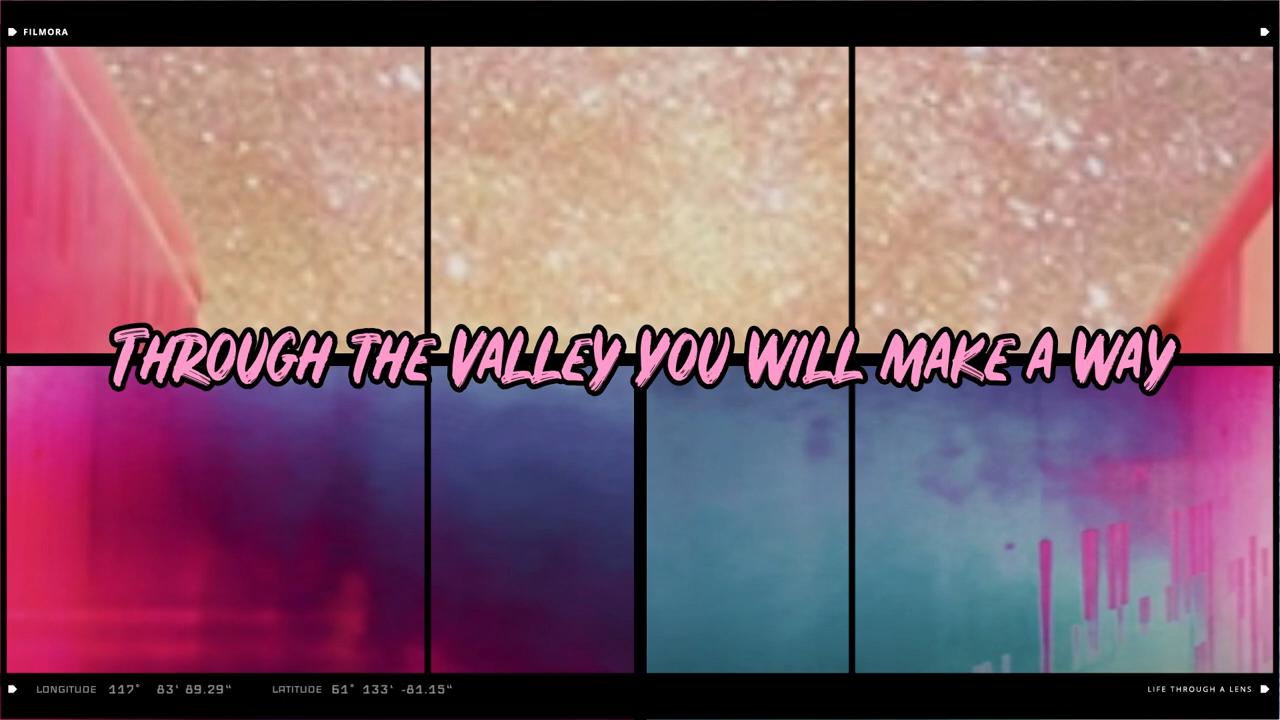 FILMORA
THROUGH THE VALLEY YOU WILL MAKE A WAY
LONGITUDE 117° 83‘ 89.29“ LATITUDE 61° 133‘ -81.15“
LIFE THROUGH A LENS